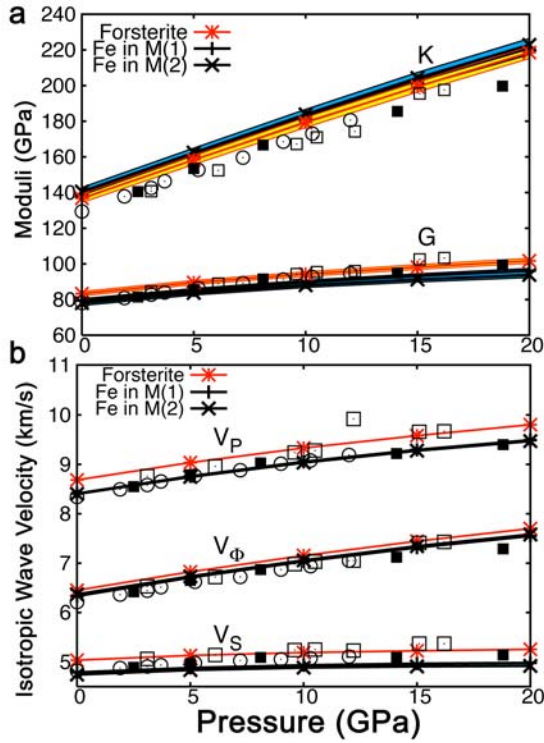 a
220
200
180
160
140
120
100
80
60
Moduli (GPa)
Forsterite
Fe in M(1)
Fe in M(2)
K
G
0
5
10
15
20
b
11
10
9
8
7
6
5
Isotropic Wave Velocity (km/s)
Forsterite
Fe in M(1)
Fe in M(2)
VP
VΦ
VS
0
5
10
15
20
Pressure (GPa)